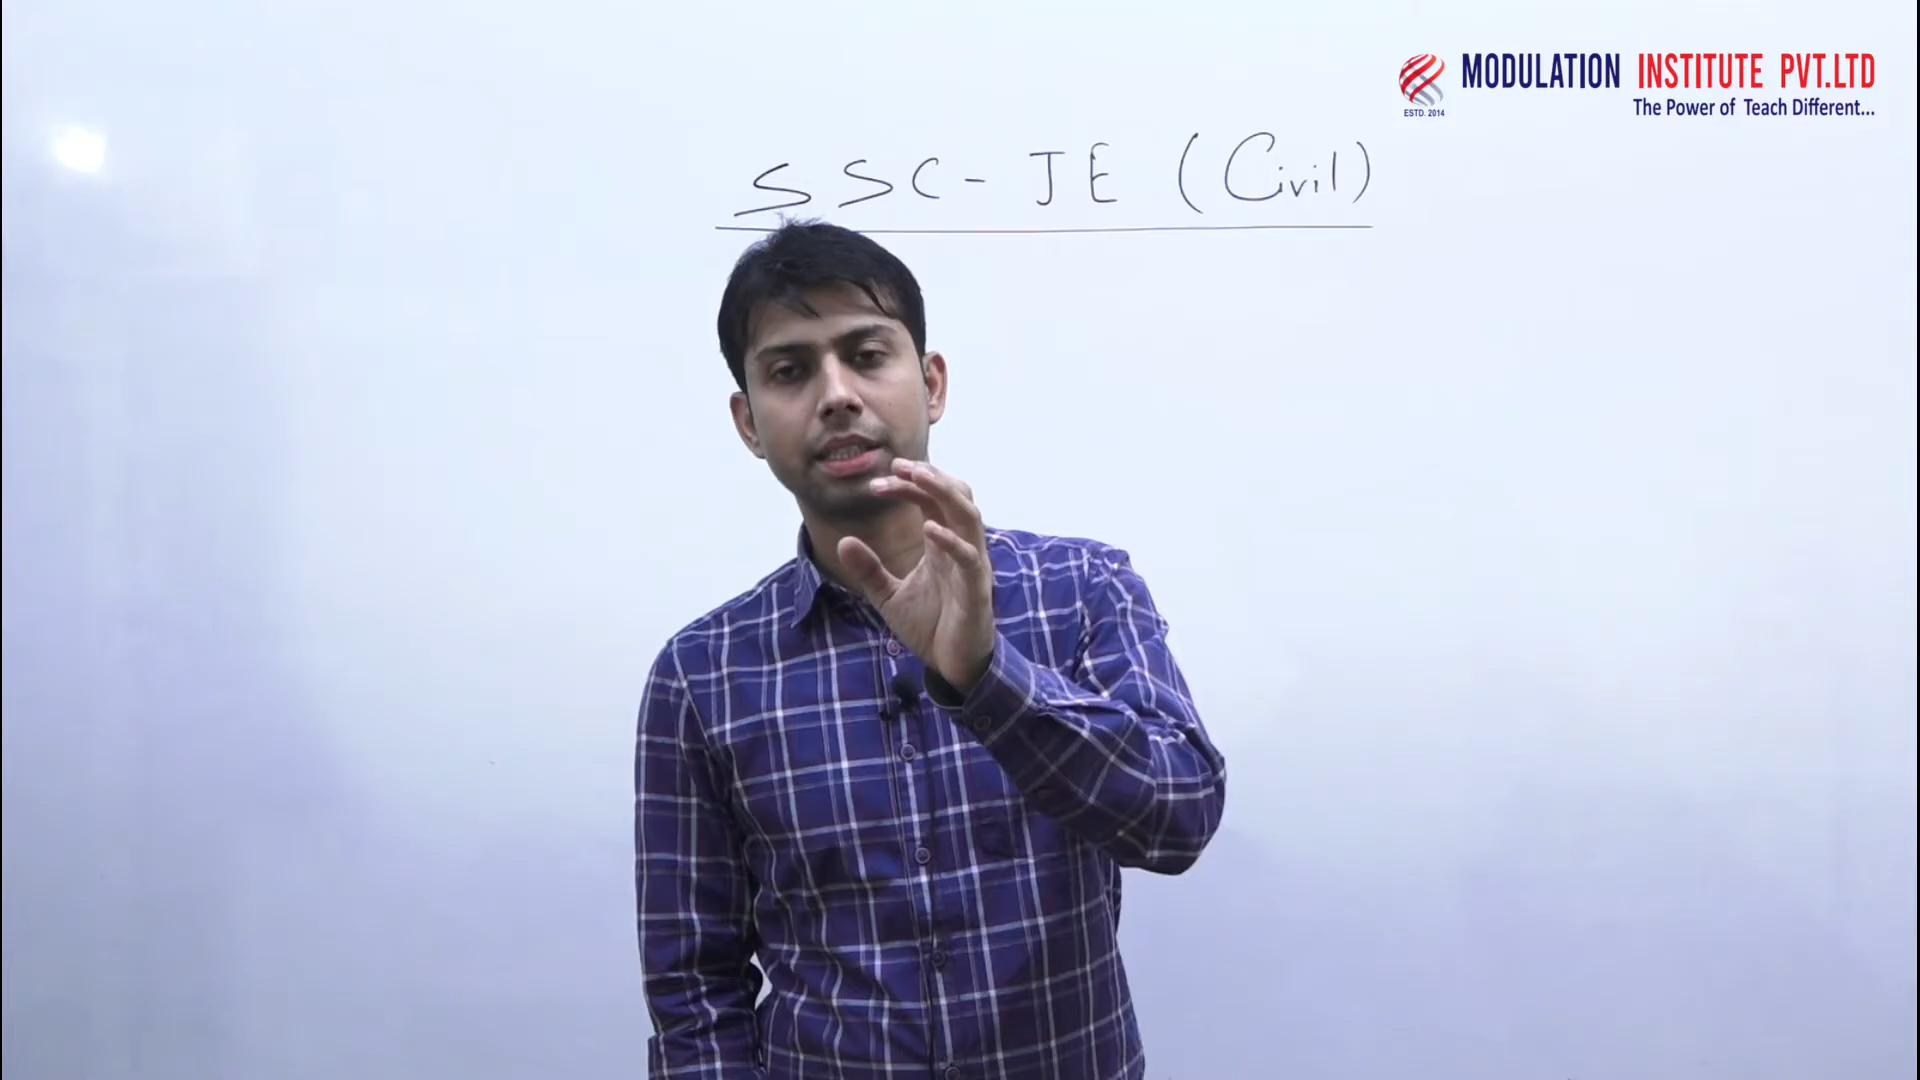 MODULATION INSTITUTE PVT.LTD
The Power of Teach Different...
ESTD. 2014
SSC-JE (Civil)